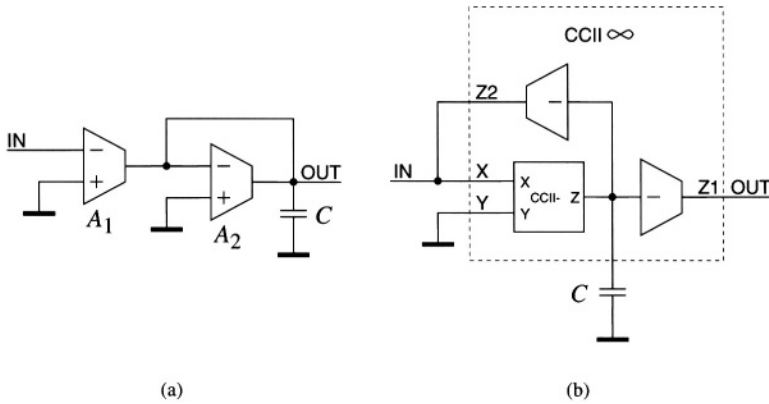 IN
−
+
A1
−
+
A2
OUT
C
(a)
CCII ∞
Z2
−
IN
X
Y
X
Y
CCII-
Z
−
Z1
OUT
C
(b)